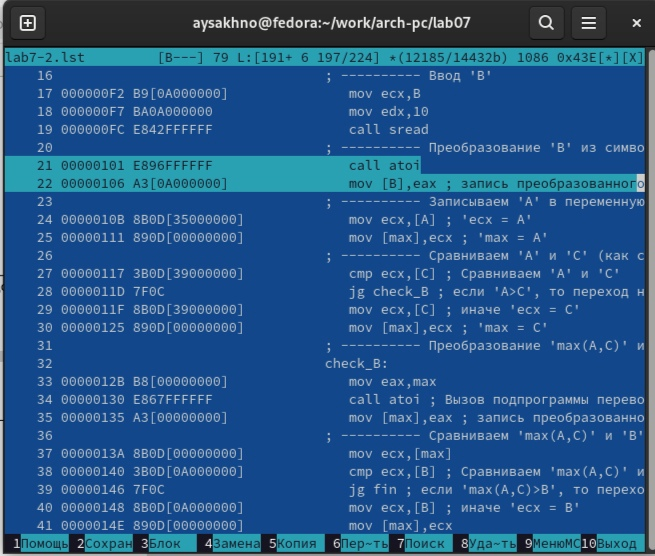 aysakhno@fedora:~/work/arch-pc/lab07
lab7-2.lst [B---] 79 L:[191+ 6 197/224] *(12185/14432b) 1086 0x43E[*][X]
16 ; ---------- Ввод 'B'
17 000000F2 B9[0A000000] mov ecx,B
18 000000F7 BA0A000000 mov edx,10
19 000000FC E842FFFFFF call sread
20 ; ---------- Преобразование 'B' из симво
21 00000101 E896FFFFFF call atoi
22 00000106 A3[0A000000] mov [B],eax ; запись преобразованного
23 ; ---------- Записываем 'A' в переменную
24 0000010B 8B0D[35000000] mov ecx,[A] ; 'ecx = A'
25 00000111 890D[00000000] mov [max],ecx ; 'max = A'
26 ; ---------- Сравниваем 'A' и 'С' (как с
27 00000117 3B0D[39000000] cmp ecx,[C] ; Сравниваем 'A' и 'С'
28 0000011D 7F0C jg check_B ; если 'A>C', то переход н
29 0000011F 8B0D[39000000] mov ecx,[C] ; иначе 'ecx = C'
30 00000125 890D[00000000] mov [max],ecx ; 'max = C'
31 ; ---------- Преобразование 'max(A,C)' и
32 check_B:
33 0000012B B8[00000000] mov eax,max
34 00000130 E867FFFFFF call atoi ; Вызов подпрограммы перево
35 00000135 A3[00000000] mov [max],eax ; запись преобразованно
36 ; ---------- Сравниваем 'max(A,C)' и 'B'
37 0000013A 8B0D[00000000] mov ecx,[max]
38 00000140 3B0D[0A000000] cmp ecx,[B] ; Сравниваем 'max(A,C)' и
39 00000146 7F0C jg fin ; если 'max(A,C)>B', то перехо
40 00000148 8B0D[0A000000] mov ecx,[B] ; иначе 'ecx = B'
41 0000014E 890D[00000000] mov [max],ecx
1Помощь 2Сохран 3Блок 4Замена 5Копия 6Пер~ть 7Поиск 8Уда~ть 9МенюМС 10Выход